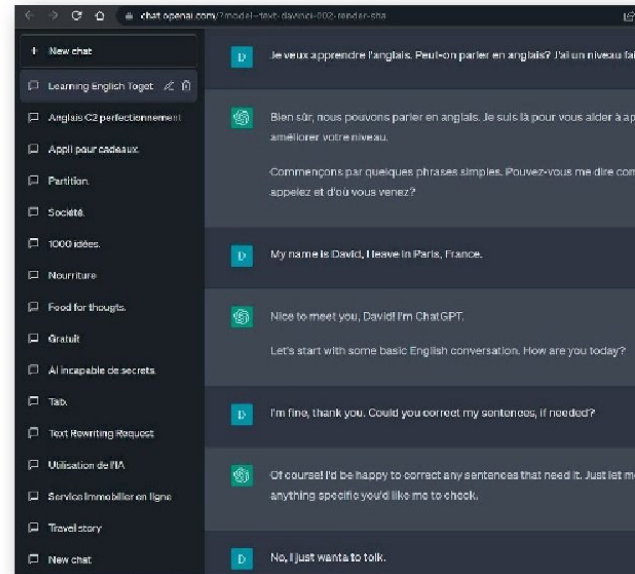 chat.openai.com/?model=text-davinci-002-render-sha
+ New chat
Learning English Toget
Anglais C2 perfectionnement
Appli pour cadeaux.
Partition.
Société.
1000 idées.
Nourriture
Food for thougts.
Gratuit
AI incapable de secrets.
Tab.
Text Rewriting Request
Utilisation de l'IA
Service immobilier en ligne
Travel story
New chat
D
Je veux apprendre l'anglais. Peut-on parler en anglais? J'ai un niveau fai
Bien sûr, nous pouvons parler en anglais. Je suis là pour vous aider à ap
améliorer votre niveau.
Commençons par quelques phrases simples. Pouvez-vous me dire com
appelez et d'où vous venez?
D
My name is David, I leave in Paris, France.
Nice to meet you, David! I'm ChatGPT.
Let's start with some basic English conversation. How are you today?
D
I'm fine, thank you. Could you correct my sentences, if needed?
Of course! I'd be happy to correct any sentences that need it. Just let m
anything specific you'd like me to check.
D
No, I just wanta to tolk.